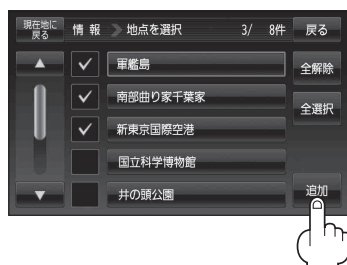 現在地に
戻る
情 報 地点を選択 3/ 8件 戻る
軍艦島 全解除
南部曲り家千葉家
全選択
新東京国際空港
国立科学博物館
井の頭公園 追加